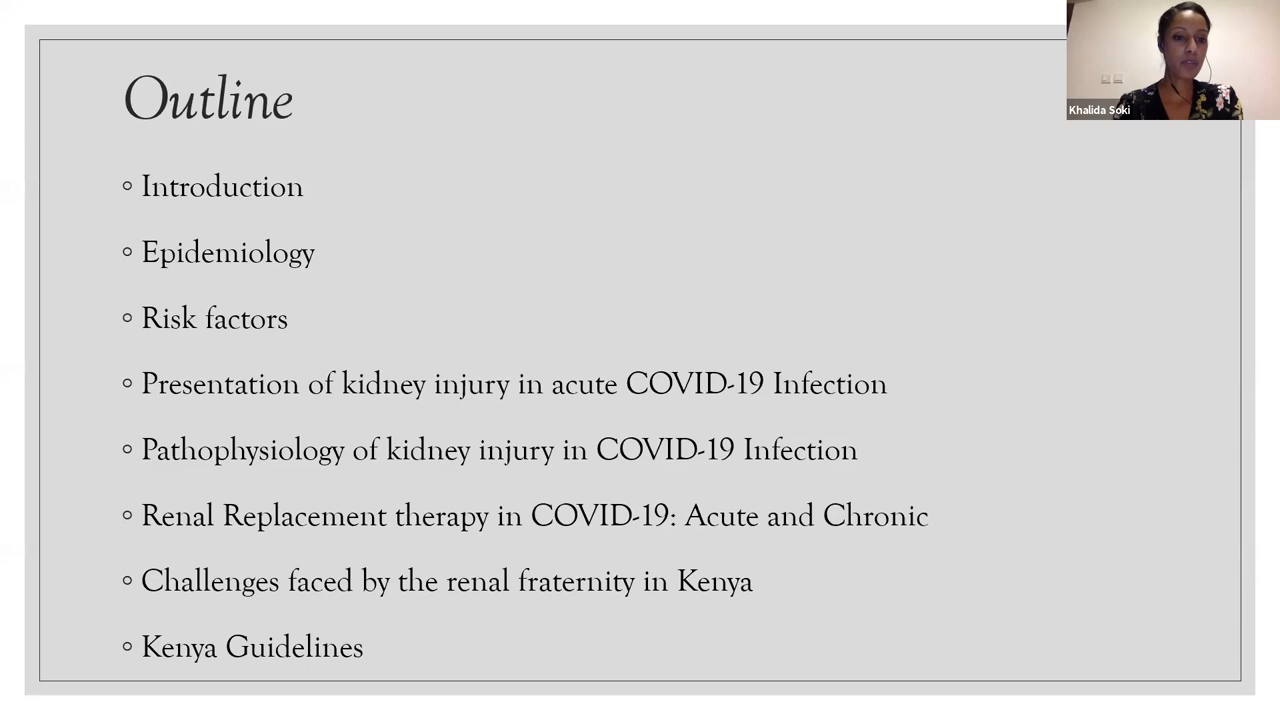 Outline
Khalida Soki
◦ Introduction
◦ Epidemiology
◦ Risk factors
◦ Presentation of kidney injury in acute COVID-19 Infection
◦ Pathophysiology of kidney injury in COVID-19 Infection
◦ Renal Replacement therapy in COVID-19: Acute and Chronic
◦ Challenges faced by the renal fraternity in Kenya
◦ Kenya Guidelines